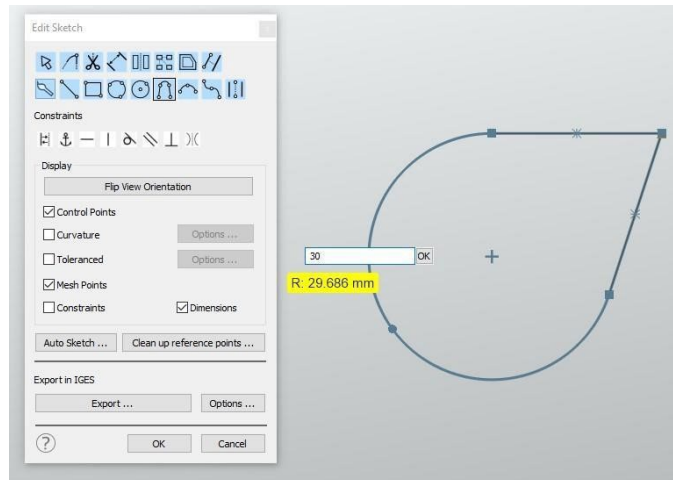 Edit Sketch
Constraints
Display
Flip View Orientation
Control Points
Curvature
Options ...
Toleranced
Options ...
Mesh Points
Constraints
Dimensions
Auto Sketch ...
Clean up reference points ...
Export in IGES
Export ...
Options ...
?
OK
Cancel
30
OK
R: 29.686 mm